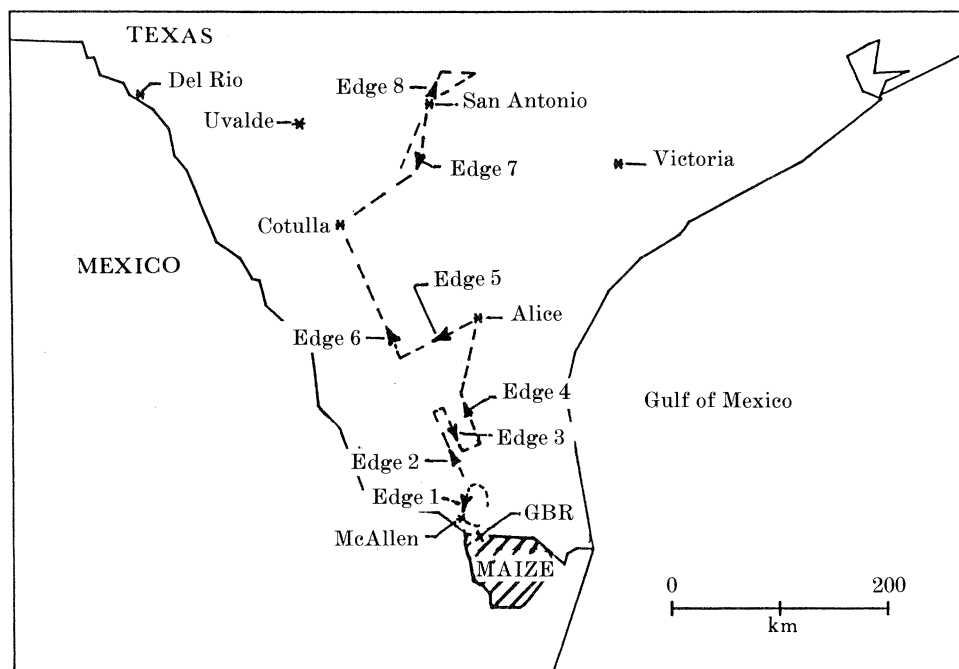 TEXAS
Del Rio
Edge 8
San Antonio
Uvalde
Victoria
Edge 7
Cotulla
MEXICO
Edge 5
Alice
Edge 6
Edge 4
Gulf of Mexico
Edge 3
Edge 2
Edge 1
GBR
McAllen
MAIZE
0 200
km